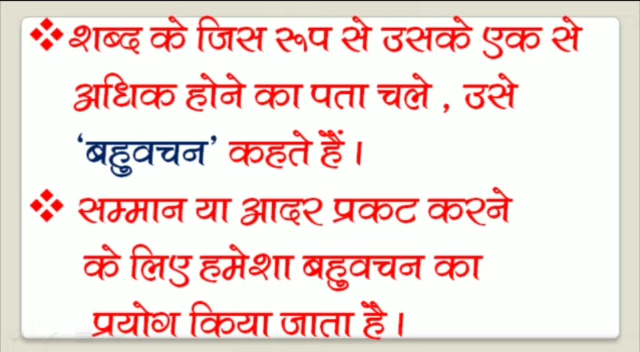 ❖ शब्द के जिस रूप से उसके एक से
अधिक होने का पता चले , उसे
‘बहुवचन’ कहते हैं ।
❖ सम्मान या आदर प्रकट करने
के लिए हमेशा बहुवचन का
प्रयोग किया जाता है ।